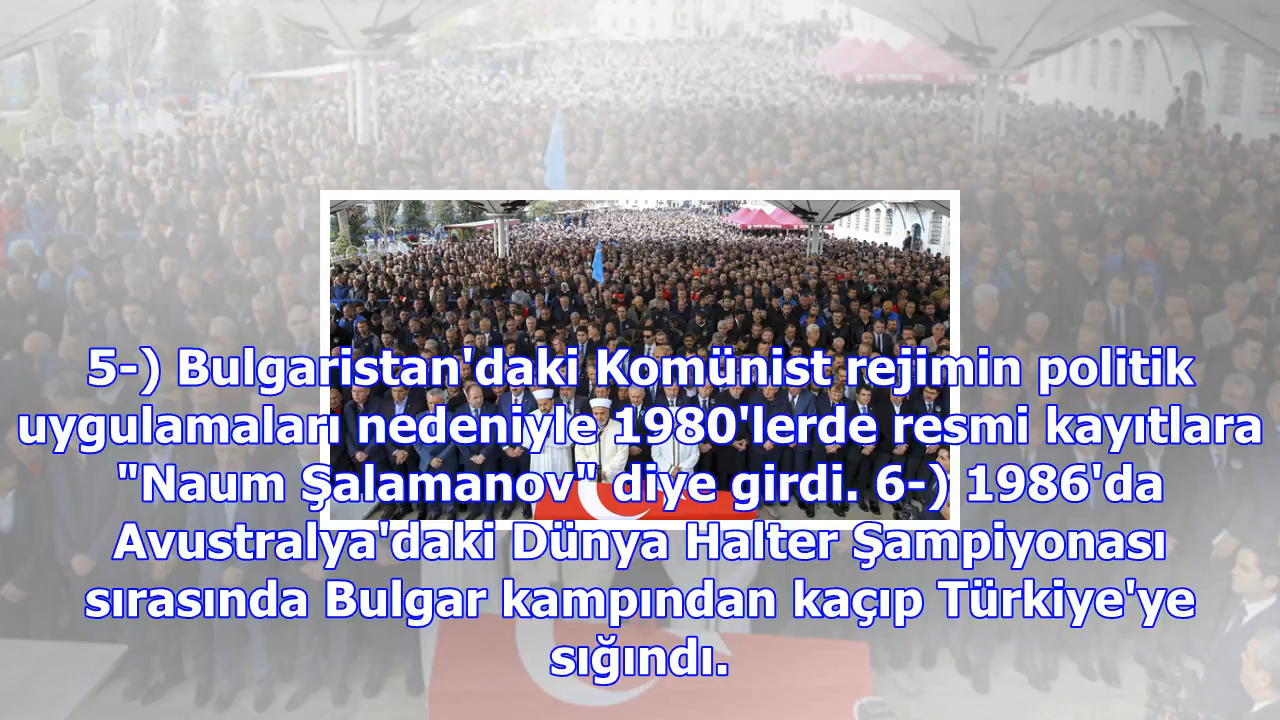 5-) Bulgaristan'daki Komünist rejimin politik
uygulamaları nedeniyle 1980'lerde resmi kayıtlara
"Naum Şalamanov" diye girdi. 6-) 1986'da
Avustralya'daki Dünya Halter Şampiyonası
sırasında Bulgar kampından kaçıp Türkiye'ye
sığındı.